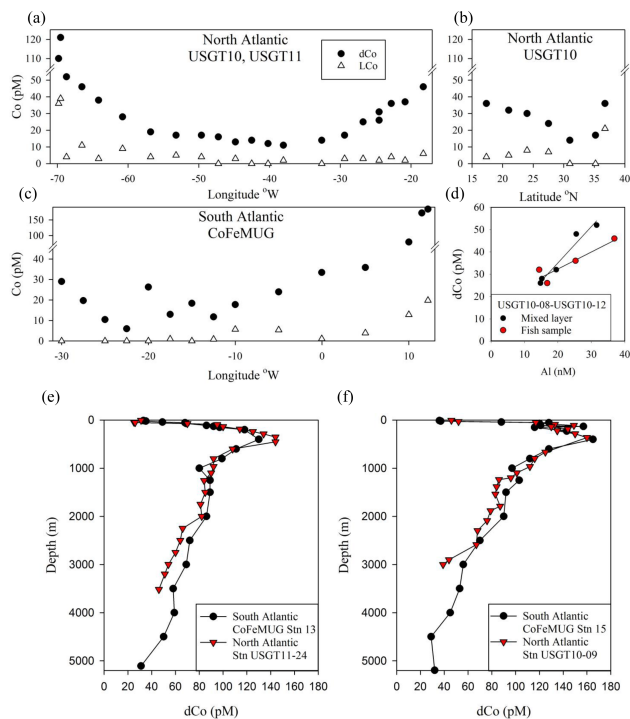 (a)
North Atlantic
USGT10, USGT11
dCo
LCo
Co (pM)
120
100
60
50
40
30
20
10
0
-70 -60 -50 -40 -30 -20
Longitude °W
(b)
North Atlantic
USGT10
120
100
60
50
40
30
20
10
0
15 20 25 30 35 40
Latitude °N
(c)
South Atlantic
CoFeMUG
Co (pM)
150
100
60
40
20
0
-30 -20 -10 0 10
Longitude °W
(d)
dCo (pM)
60
50
40
30
20
10
0
USGT10-08-USGT10-12
Mixed layer
Fish sample
0 10 20 30 40
Al (nM)
(e)
Depth (m)
0
1000
2000
3000
4000
5000
South Atlantic
CoFeMUG Stn 13
North Atlantic
Stn USGT11-24
0 20 40 60 80 100 120 140 160 180
dCo (pM)
(f)
Depth (m)
0
1000
2000
3000
4000
5000
South Atlantic
CoFeMUG Stn 15
North Atlantic
Stn USGT10-09
0 20 40 60 80 100 120 140 160 180
dCo (pM)